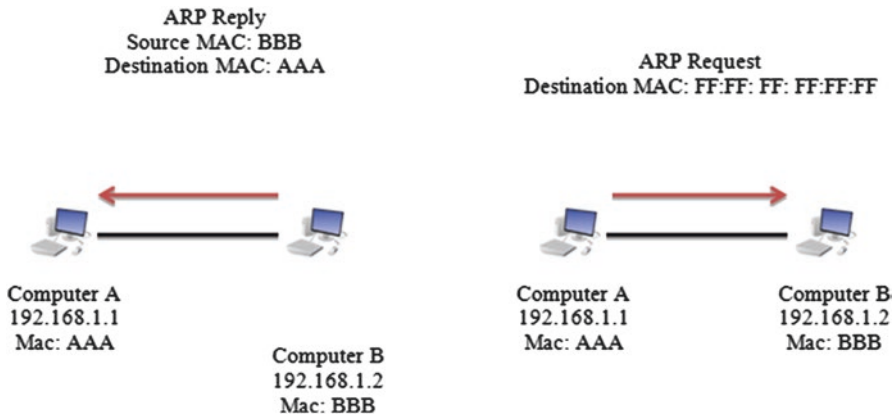 ARP Reply
Source MAC: BBB
Destination MAC: AAA
Computer A
192.168.1.1
Mac: AAA
Computer B
192.168.1.2
Mac: BBB
ARP Request
Destination MAC: FF:FF: FF: FF:FF:FF
Computer A
192.168.1.1
Mac: AAA
Computer B
192.168.1.2
Mac: BBB